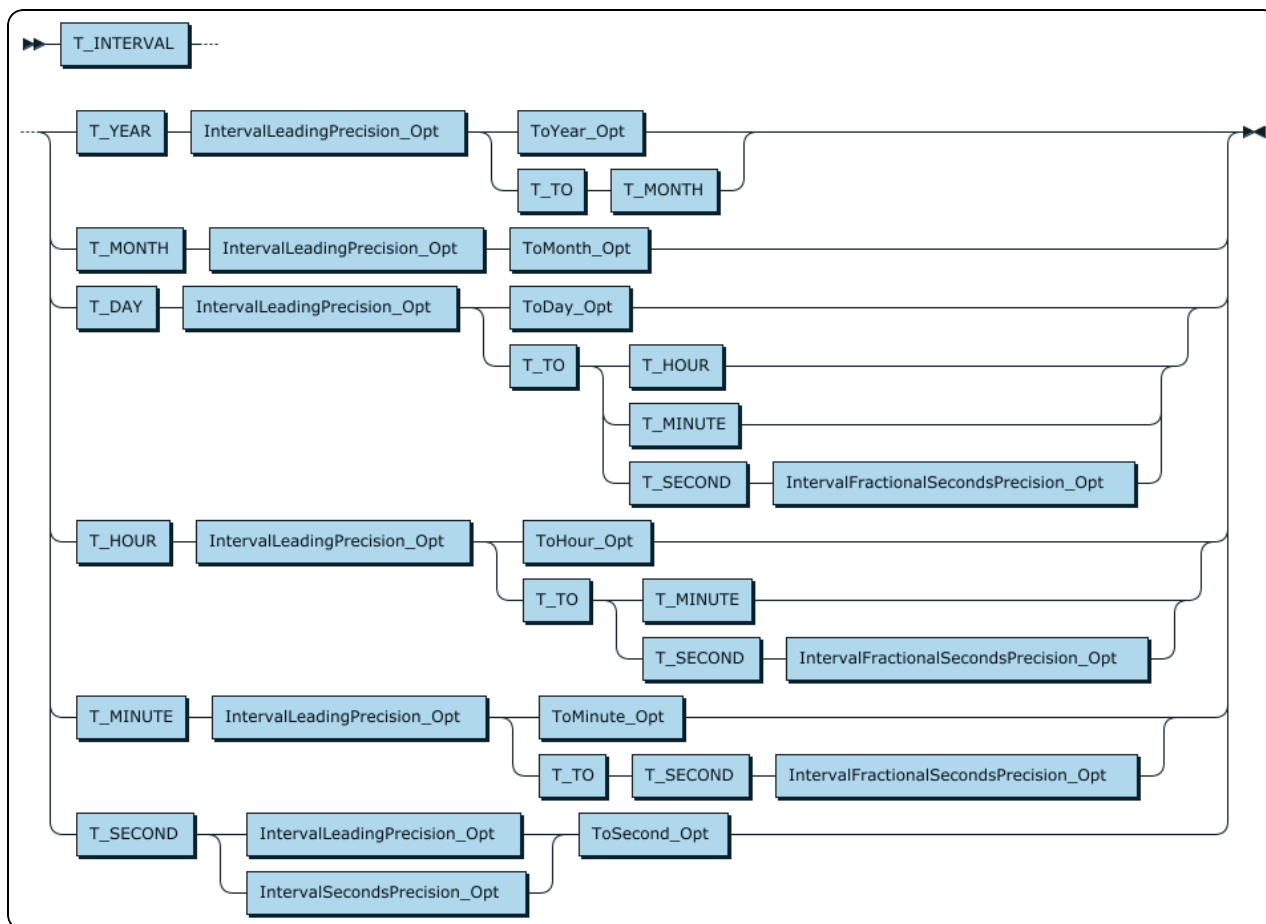 T_INTERVAL
T_YEAR IntervalLeadingPrecision_Opt ToYear_Opt
T_TO T_MONTH
T_MONTH IntervalLeadingPrecision_Opt ToMonth_Opt
T_DAY IntervalLeadingPrecision_Opt ToDay_Opt
T_TO T_HOUR
T_MINUTE
T_SECOND IntervalFractionalSecondsPrecision_Opt
T_HOUR IntervalLeadingPrecision_Opt ToHour_Opt
T_TO T_MINUTE
T_SECOND IntervalFractionalSecondsPrecision_Opt
T_MINUTE IntervalLeadingPrecision_Opt ToMinute_Opt
T_TO T_SECOND IntervalFractionalSecondsPrecision_Opt
T_SECOND IntervalLeadingPrecision_Opt ToSecond_Opt
IntervalSecondsPrecision_Opt